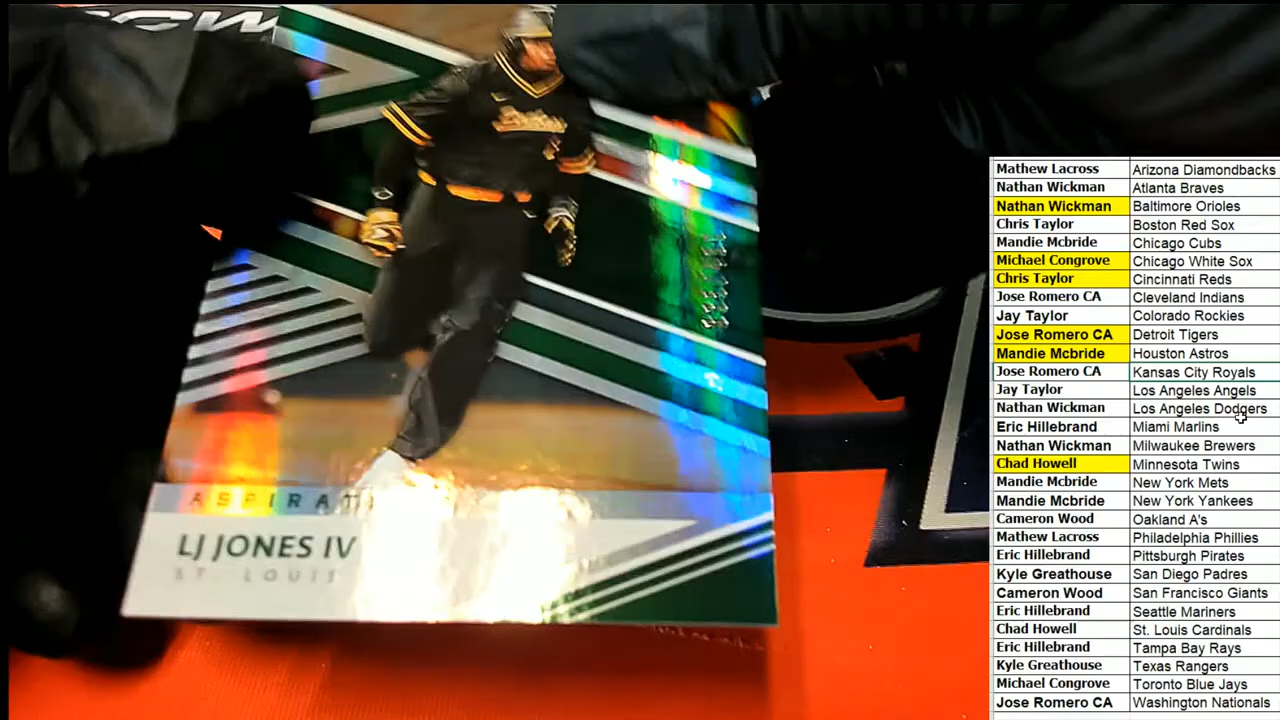 ASPIRATI
LJ JONES IV
ST. LOUIS
Mathew Lacross Arizona Diamondbacks
Nathan Wickman Atlanta Braves
Nathan Wickman Baltimore Orioles
Chris Taylor Boston Red Sox
Mandie Mcbride Chicago Cubs
Michael Congrove Chicago White Sox
Chris Taylor Cincinnati Reds
Jose Romero CA Cleveland Indians
Jay Taylor Colorado Rockies
Jose Romero CA Detroit Tigers
Mandie Mcbride Houston Astros
Jose Romero CA Kansas City Royals
Jay Taylor Los Angeles Angels
Nathan Wickman Los Angeles Dodgers
Eric Hillebrand Miami Marlins
Nathan Wickman Milwaukee Brewers
Chad Howell Minnesota Twins
Mandie Mcbride New York Mets
Mandie Mcbride New York Yankees
Cameron Wood Oakland A's
Mathew Lacross Philadelphia Phillies
Eric Hillebrand Pittsburgh Pirates
Kyle Greathouse San Diego Padres
Cameron Wood San Francisco Giants
Eric Hillebrand Seattle Mariners
Chad Howell St. Louis Cardinals
Eric Hillebrand Tampa Bay Rays
Kyle Greathouse Texas Rangers
Michael Congrove Toronto Blue Jays
Jose Romero CA Washington Nationals